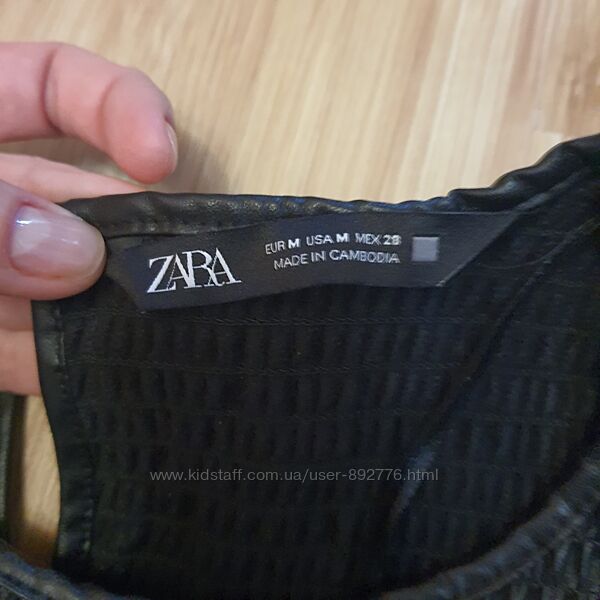 ZARA
EUR M USA M MEX 28
MADE IN CAMBODIA
www.kidstaff.com.ua/user-892776.html